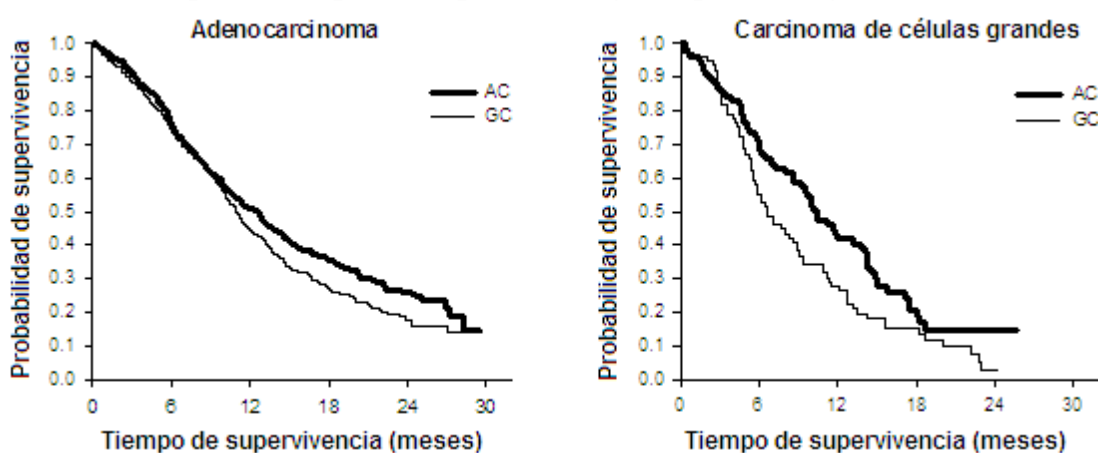 Adenocarcinoma
Probabilidad de supervivencia
1.0
0.9
0.8
0.7
0.6
0.5
0.4
0.3
0.2
0.1
0.0
AC
GC
0 6 12 18 24 30
Tiempo de supervivencia (meses)
Carcinoma de células grandes
Probabilidad de supervivencia
1.0
0.9
0.8
0.7
0.6
0.5
0.4
0.3
0.2
0.1
0.0
AC
GC
0 6 12 18 24 30
Tiempo de supervivencia (meses)